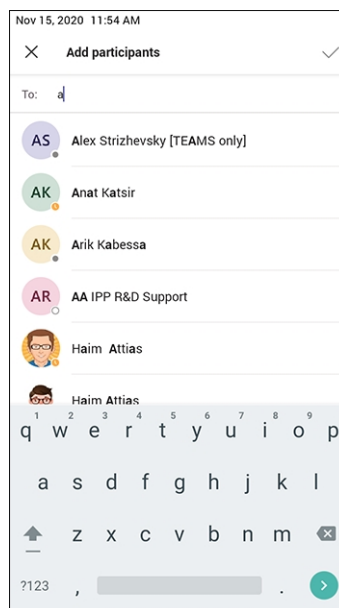 Nov 15, 2020 11:54 AM
Add participants
To: a
AS Alex Strizhevsky [TEAMS only]
AK Anat Katsir
AK Arik Kabessa
AR AA IPP R&D Support
Haim Attias
Haim Attias
1 2 3 4 5 6 7 8 9
q w e r t y u i o p
a s d f g h j k l
z x c v b n m
?123 , .